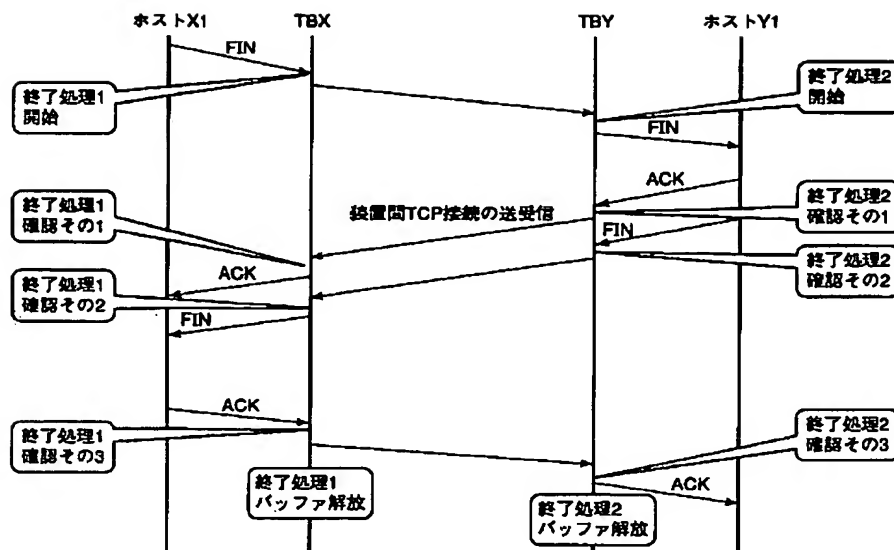 ホストX1
TBX
TBY
ホストY1
FIN
終了処理1
開始
終了処理2
開始
FIN
ACK
終了処理1
確認その1
装置間TCP接続の送受信
終了処理2
確認その1
FIN
ACK
終了処理1
確認その2
終了処理2
確認その2
FIN
ACK
終了処理1
確認その3
終了処理2
確認その3
終了処理1
バッファ解放
ACK
終了処理2
バッファ解放